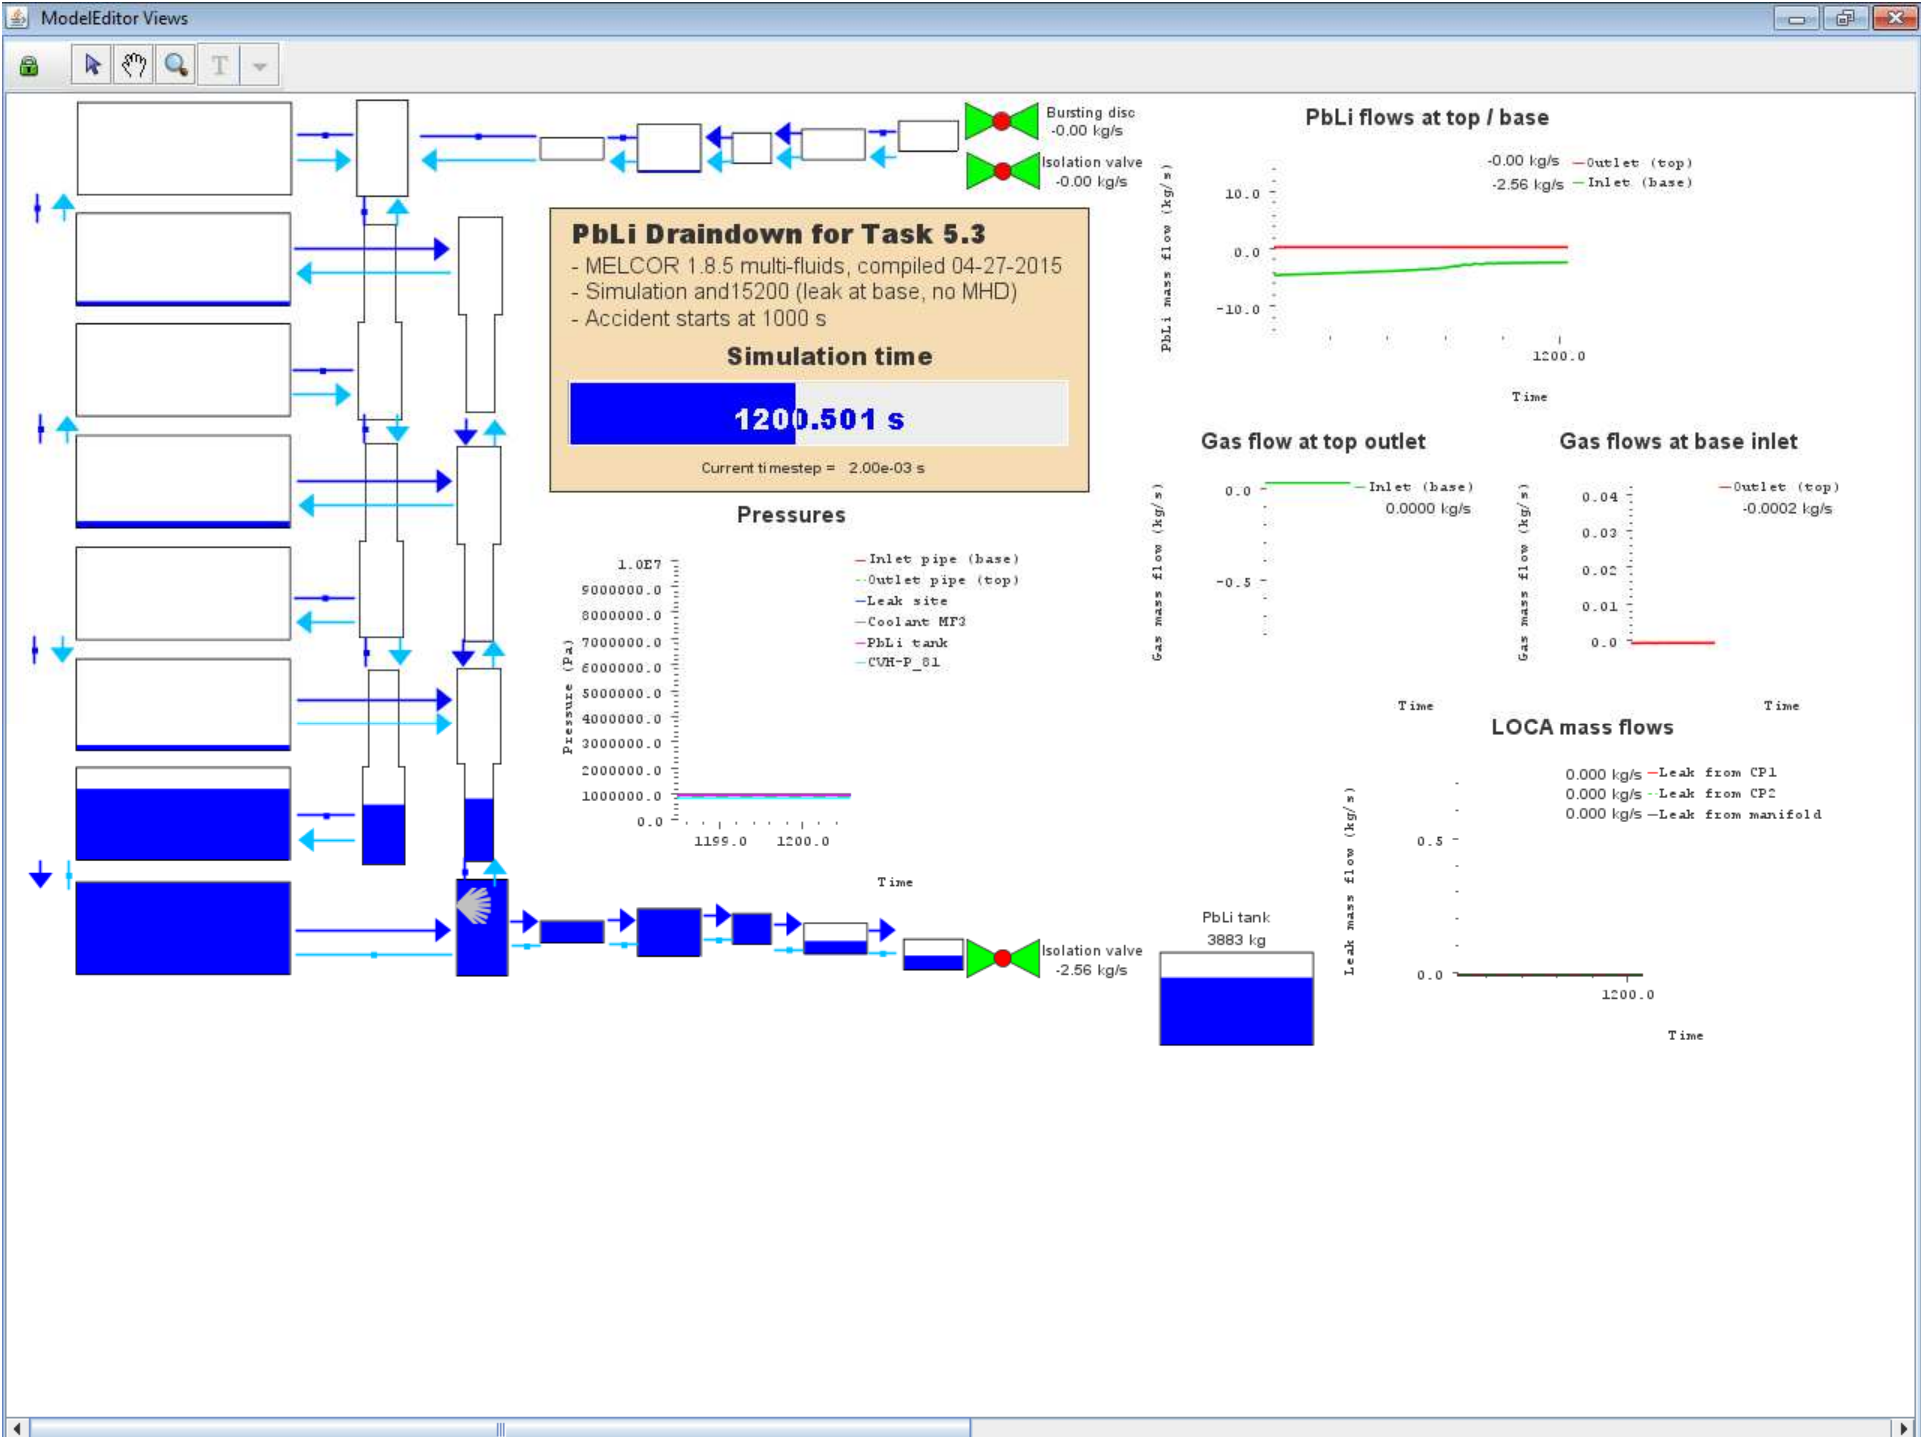 ModelEditor Views
T
Bursting disc
-0.00 kg/s
Isolation valve
-0.00 kg/s
PbLi Draindown for Task 5.3
- MELCOR 1.8.5 multi-fluids, compiled 04-27-2015
- Simulation and15200 (leak at base, no MHD)
- Accident starts at 1000 s
Simulation time
1200.501 s
Current timestep = 2.00e-03 s
PbLi flows at top / base
-0.00 kg/s Outlet (top)
-2.56 kg/s Inlet (base)
PbLi mass flow (kg/s)
10.0
0.0
-10.0
1200.0
Time
Gas flow at top outlet
Inlet (base)
0.0000 kg/s
Gas mass flow (kg/s)
0.0
-0.5
Time
Gas flows at base inlet
Outlet (top)
-0.0002 kg/s
Gas mass flow (kg/s)
0.04
0.03
0.02
0.01
0.0
Time
Pressures
Inlet pipe (base)
Outlet pipe (top)
Leak site
Coolant MF3
PbLi tank
CVH-P_81
Pressure (Pa)
1.0E7
9000000.0
8000000.0
7000000.0
6000000.0
5000000.0
4000000.0
3000000.0
2000000.0
1000000.0
0.0
1199.0 1200.0
Time
LOCA mass flows
0.000 kg/s Leak from CP1
0.000 kg/s Leak from CP2
0.000 kg/s Leak from manifold
Leak mass flow (kg/s)
0.5
0.0
1200.0
Time
Isolation valve
-2.56 kg/s
PbLi tank
3883 kg